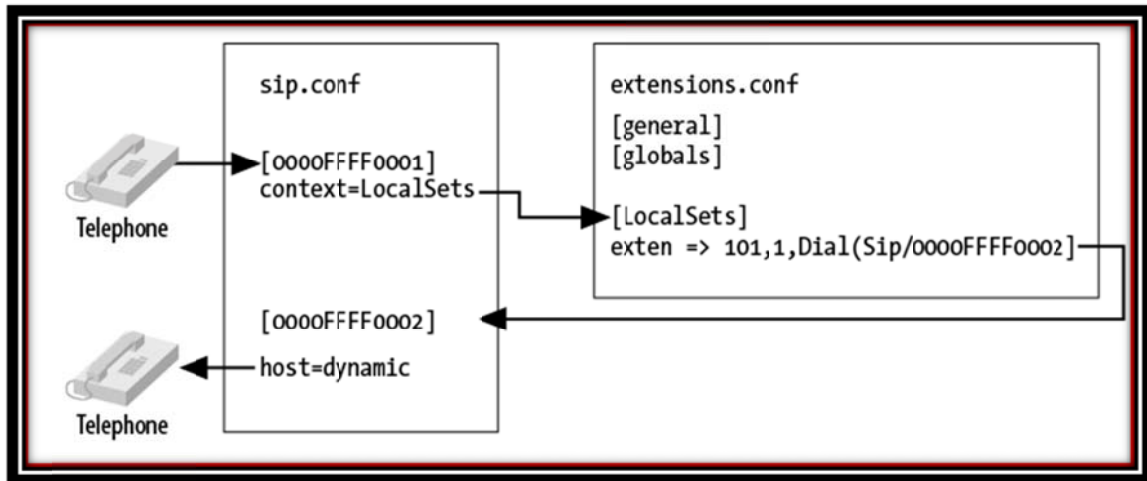 sip.conf
[0000FFFF0001]
context=LocalSets
Telephone
[0000FFFF0002]
host=dynamic
Telephone
extensions.conf
[general]
[globals]
[LocalSets]
exten => 101,1,Dial(Sip/0000FFFF0002]